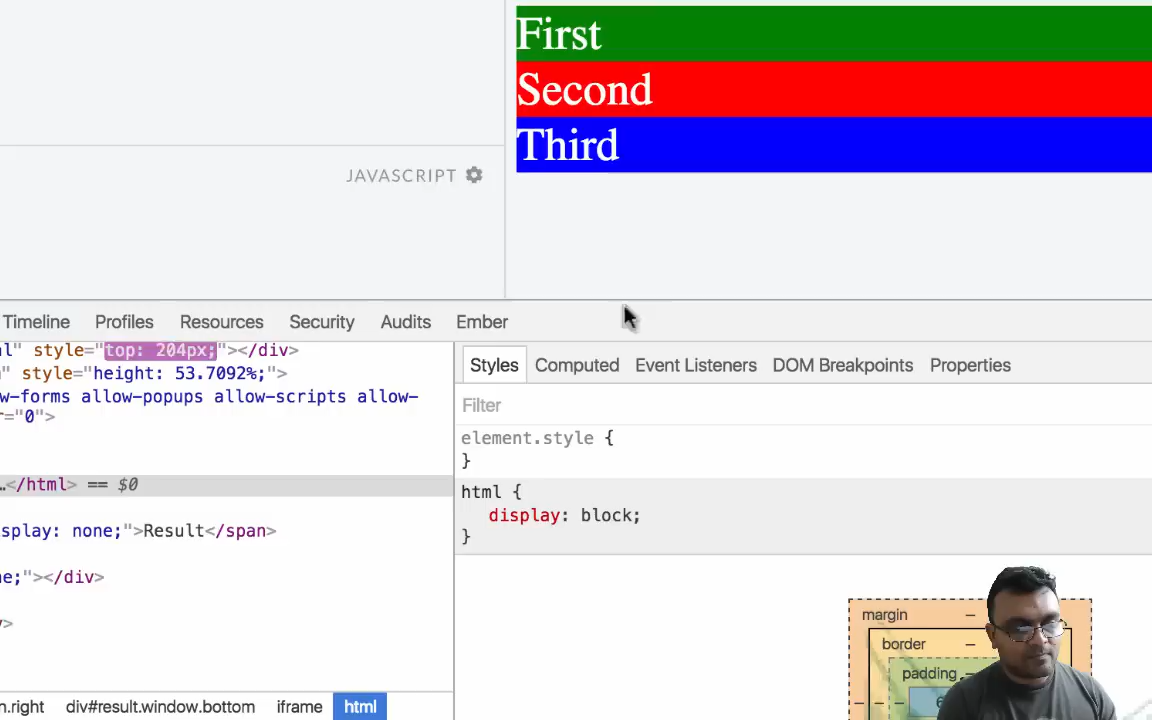 First
Second
Third
JAVASCRIPT
Timeline Profiles Resources Security Audits Ember
style="top: 204px;"></div>
style="height: 53.7092%;">
w-forms allow-popups allow-scripts allow-
="0">
…</html> == $0
display: none;">Result</span>
ne;"></div>
>
n.right div#result.window.bottom iframe html
Styles Computed Event Listeners DOM Breakpoints Properties
Filter
element.style {
}
html {
display: block;
}
margin –
border –
padding –